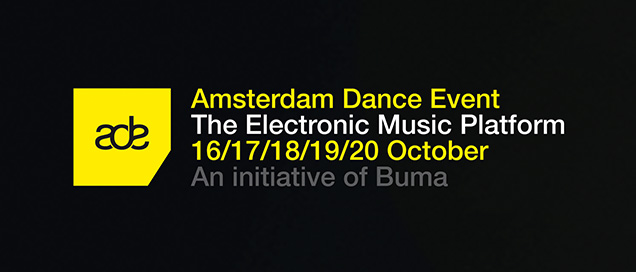 ade
Amsterdam Dance Event
The Electronic Music Platform
16/17/18/19/20 October
An initiative of Buma